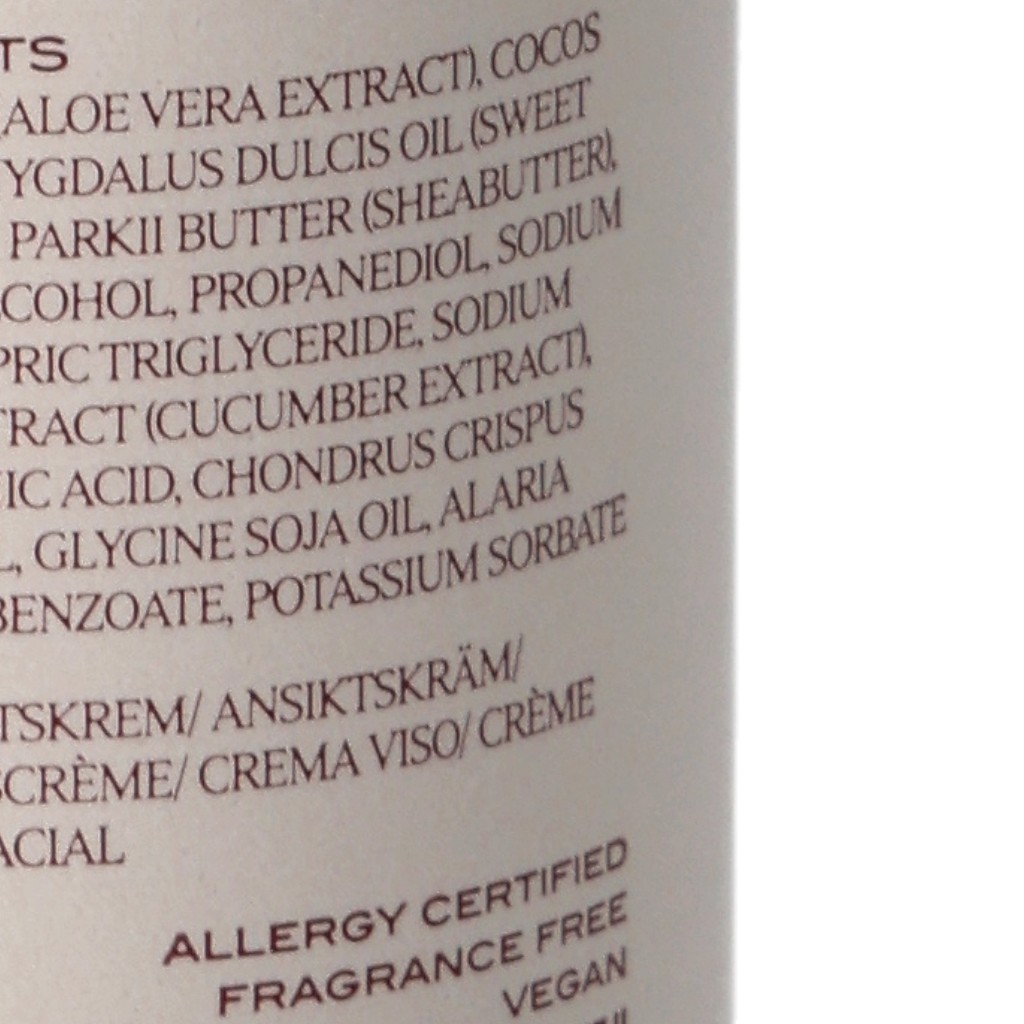 TS
(ALOE VERA EXTRACT), COCOS
YGDALUS DULCIS OIL (SWEET
PARKII BUTTER (SHEABUTTER),
COHOL, PROPANEDIOL, SODIUM
PRIC TRIGLYCERIDE, SODIUM
TRACT (CUCUMBER EXTRACT),
IC ACID, CHONDRUS CRISPUS
L, GLYCINE SOJA OIL, ALARIA
BENZOATE, POTASSIUM SORBATE
TSKREM/ ANSIKTSKRÄM/
SCRÈME/ CREMA VISO/ CRÈME
ACIAL
ALLERGY CERTIFIED
FRAGRANCE FREE
VEGAN